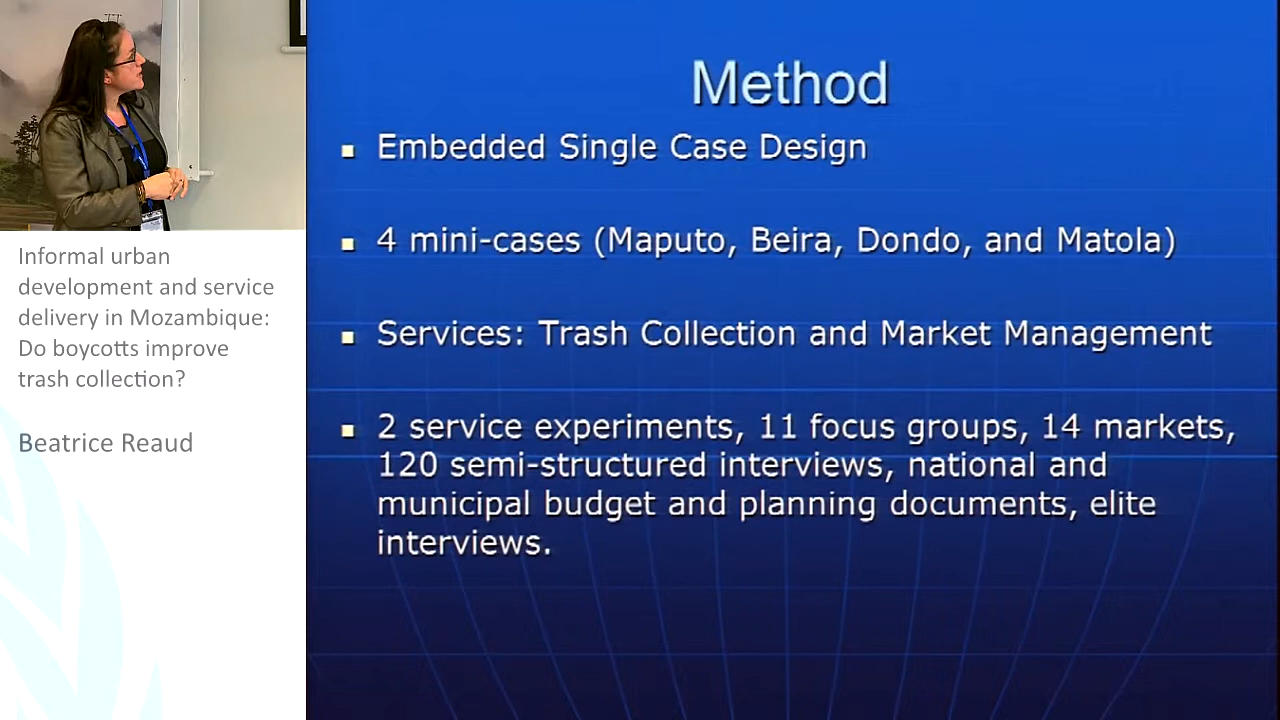 Informal urban
development and service
delivery in Mozambique:
Do boycotts improve
trash collection?
Beatrice Reaud
Method
Embedded Single Case Design
4 mini-cases (Maputo, Beira, Dondo, and Matola)
Services: Trash Collection and Market Management
2 service experiments, 11 focus groups, 14 markets,
120 semi-structured interviews, national and
municipal budget and planning documents, elite
interviews.